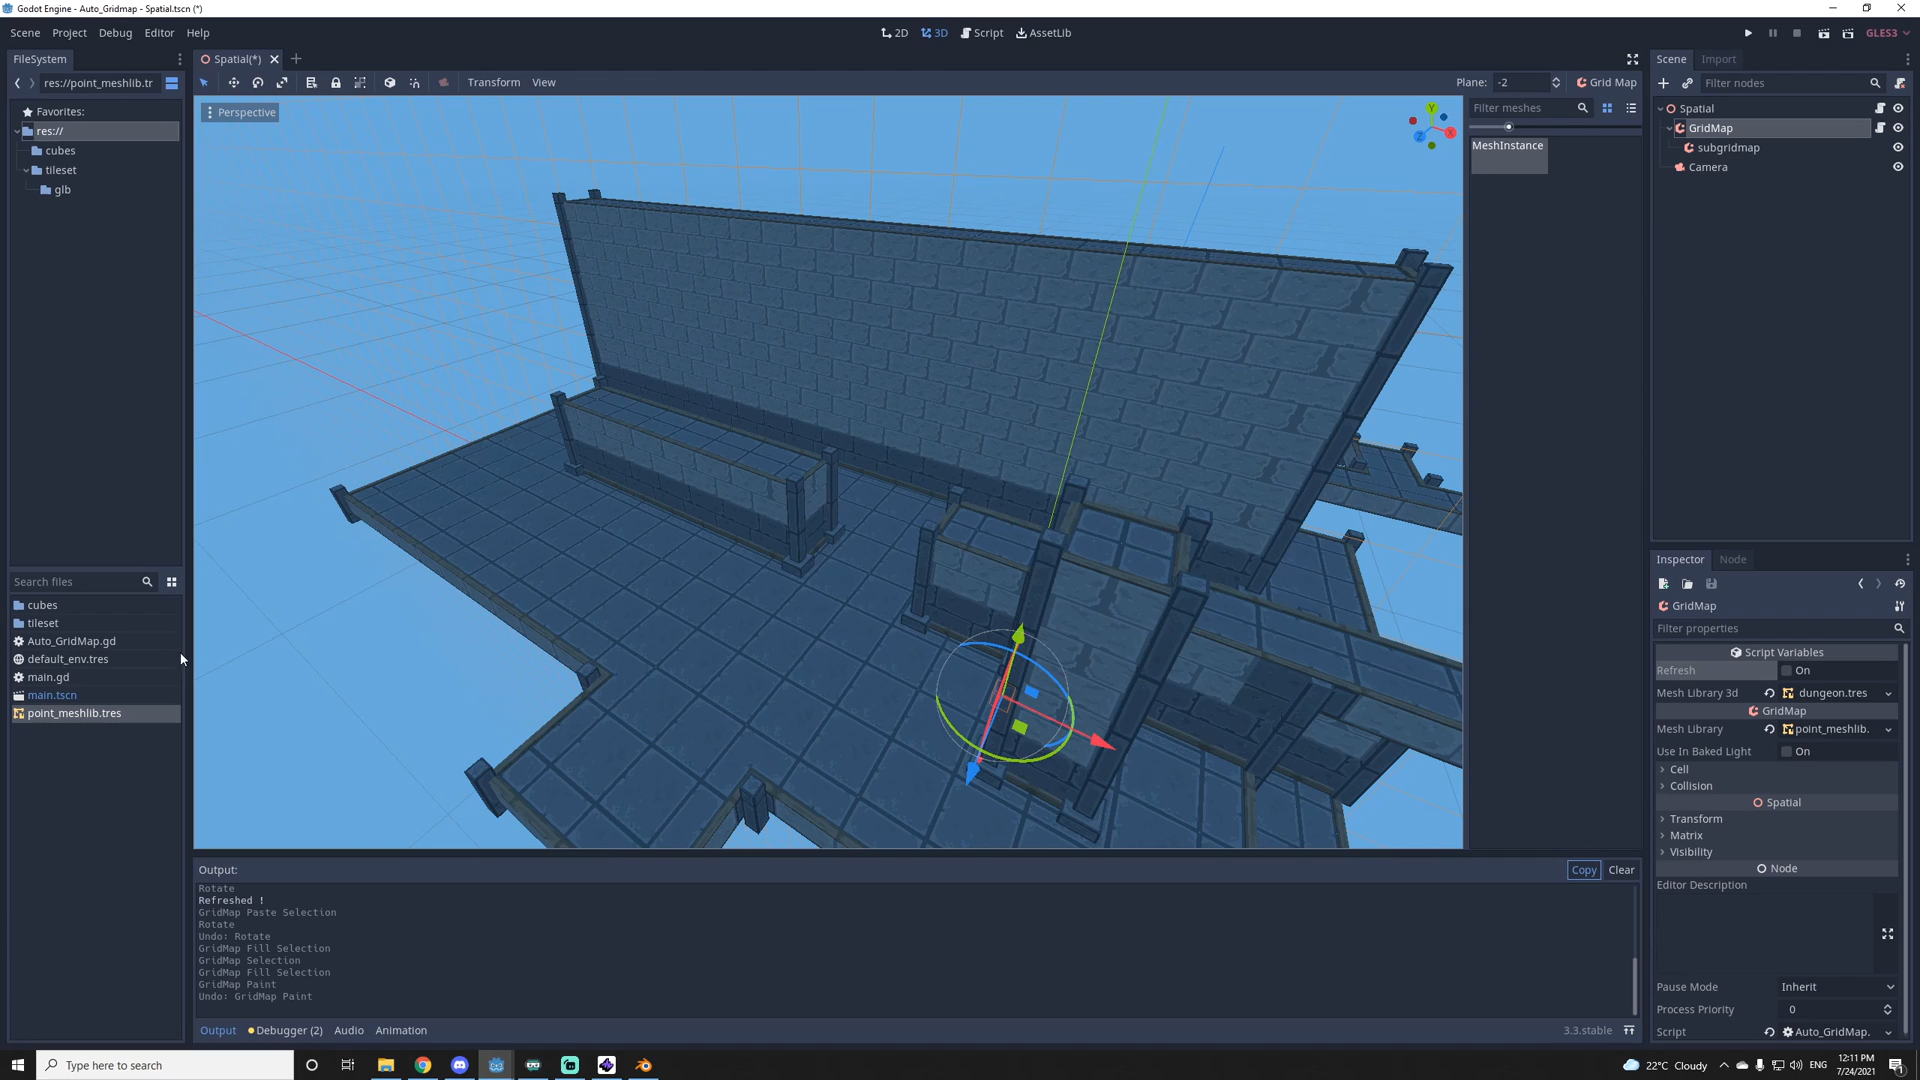 Godot Engine - Auto_Gridmap - Spatial.tscn (*)
Scene Project Debug Editor Help
2D 3D Script AssetLib
GLES3
FileSystem
Spatial(*)
Scene Import
res://point_meshlib.tr
Transform View
Plane: -2 Grid Map
Filter nodes
Favorites:
res://
cubes
tileset
glb
Perspective
Filter meshes
MeshInstance
Y
X
Z
Spatial
GridMap
subgridmap
Camera
Search files
cubes
tileset
Auto_GridMap.gd
default_env.tres
main.gd
main.tscn
point_meshlib.tres
Inspector Node
GridMap
Filter properties
Script Variables
Refresh On
Mesh Library 3d dungeon.tres
GridMap
Mesh Library point_meshlib.
Use In Baked Light On
Cell
Collision
Spatial
Transform
Matrix
Visibility
Node
Editor Description
Pause Mode Inherit
Process Priority 0
Script Auto_GridMap.
Output:
Copy Clear
Rotate
Refreshed !
GridMap Paste Selection
Rotate
Undo: Rotate
GridMap Fill Selection
GridMap Selection
GridMap Fill Selection
GridMap Paint
Undo: GridMap Paint
Output Debugger (2) Audio Animation
3.3.stable
Type here to search
22°C Cloudy
ENG
12:11 PM
7/24/2021